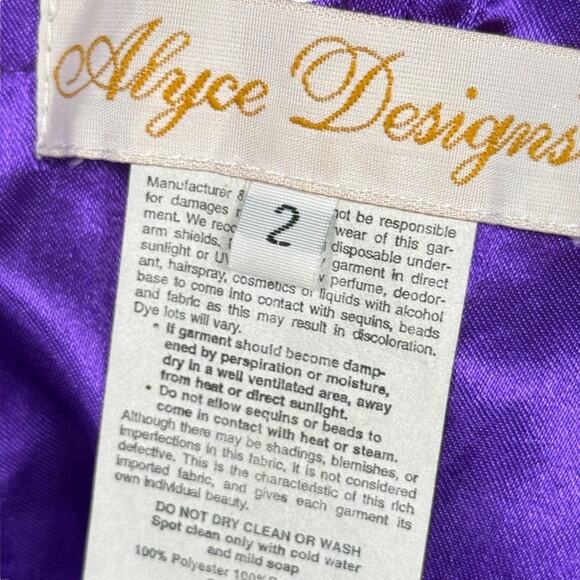 Alyce Designs
2
Manufacturer & not be responsible
for damages wear of this gar-
ment. We disposable under-
arm shields, garment in direct
sunlight or perfume, deodor-
ant, hairspray, cosmetics or liquids with alcohol
base to come into contact with sequins, beads
and fabric as this may result in discoloration.
Dye lots will vary.
• If garment should become damp-
ened by perspiration or moisture,
dry in a well ventilated area, away
from heat or direct sunlight.
• Do not allow sequins or beads to
come in contact with heat or steam.
Although there may be shadings, blemishes, or
imperfections in this fabric, it is not considered
defective. This is the characteristic of this rich
imported fabric, and gives each garment its
own individual beauty.
DO NOT DRY CLEAN OR WASH
Spot clean only with cold water
and mild soap
100% Polyester 100%